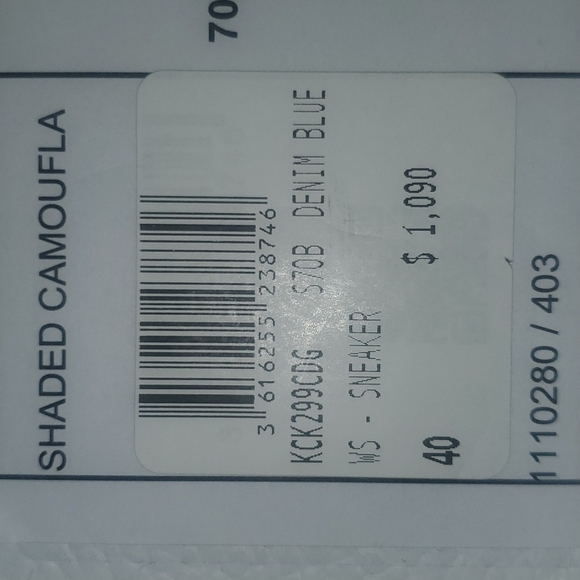 70
SHADED CAMOUFLA
3 616255 238746
KCK299CDG S70B DENIM BLUE
WS - SNEAKER
40 $ 1,090
1110280 / 403